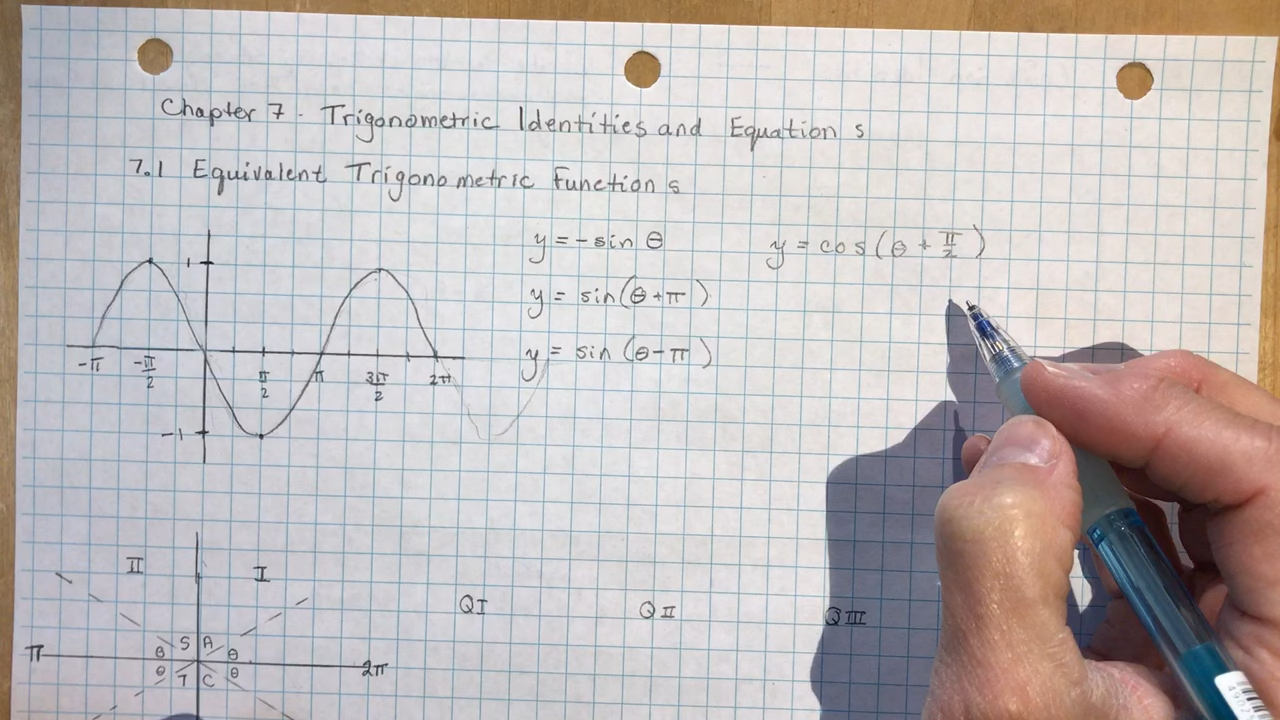 Chapter 7. Trigonometric Identities and Equations
7.1 Equivalent Trigonometric Functions
y = -sin θ
y = cos(θ + π/2)
y = sin(θ+π)
y = sin(θ-π)
1
-π
-π/2
π/2
π
3π/2
2π
-1
II
I
QI
QII
QIII
S A
θ θ
π
2π
θ θ
T C